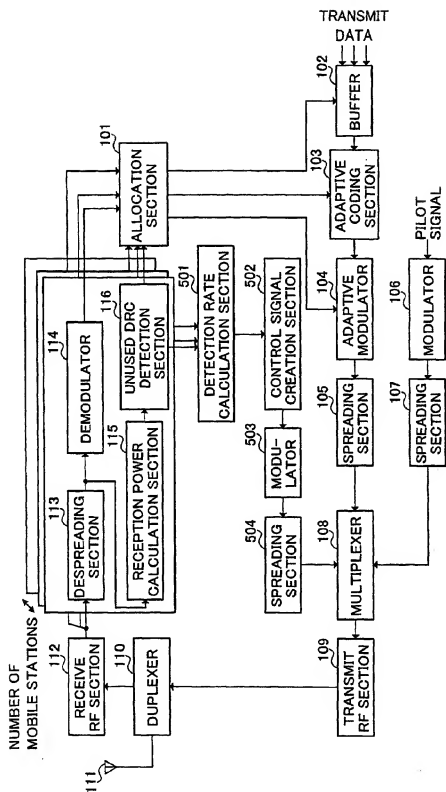 NUMBER OF
MOBILE STATIONS
111
110
DUPLEXER
112
RECEIVE
RF SECTION
113
DESPREADING
SECTION
114
DEMODULATOR
115
RECEPTION POWER
CALCULATION SECTION
116
UNUSED DRC
DETECTION
SECTION
101
ALLOCATION
SECTION
501
DETECTION RATE
CALCULATION SECTION
502
CONTROL SIGNAL
CREATION SECTION
503
MODU-
LATOR
504
SPREADING
SECTION
TRANSMIT
DATA
102
BUFFER
103
ADAPTIVE
CODING
SECTION
104
ADAPTIVE
MODULATOR
105
SPREADING
SECTION
PILOT SIGNAL
106
MODULATOR
107
SPREADING
SECTION
108
MULTIPLEXER
109
TRANSMIT
RF SECTION